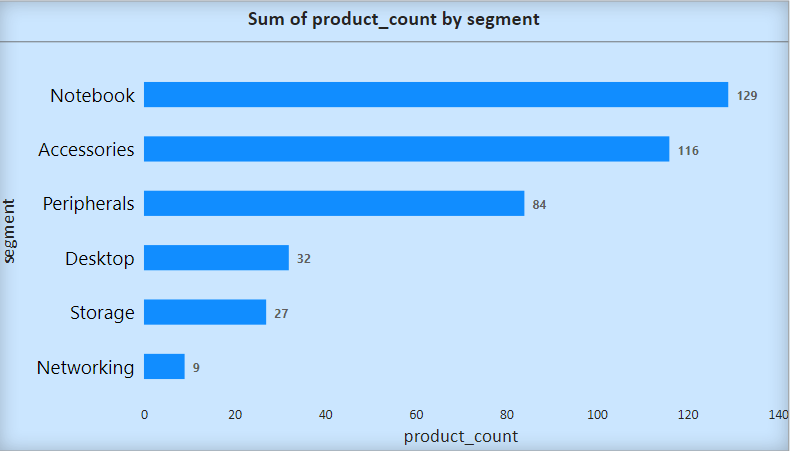 Sum of product_count by segment
segment
Notebook 129
Accessories 116
Peripherals 84
Desktop 32
Storage 27
Networking 9
0 20 40 60 80 100 120 140
product_count